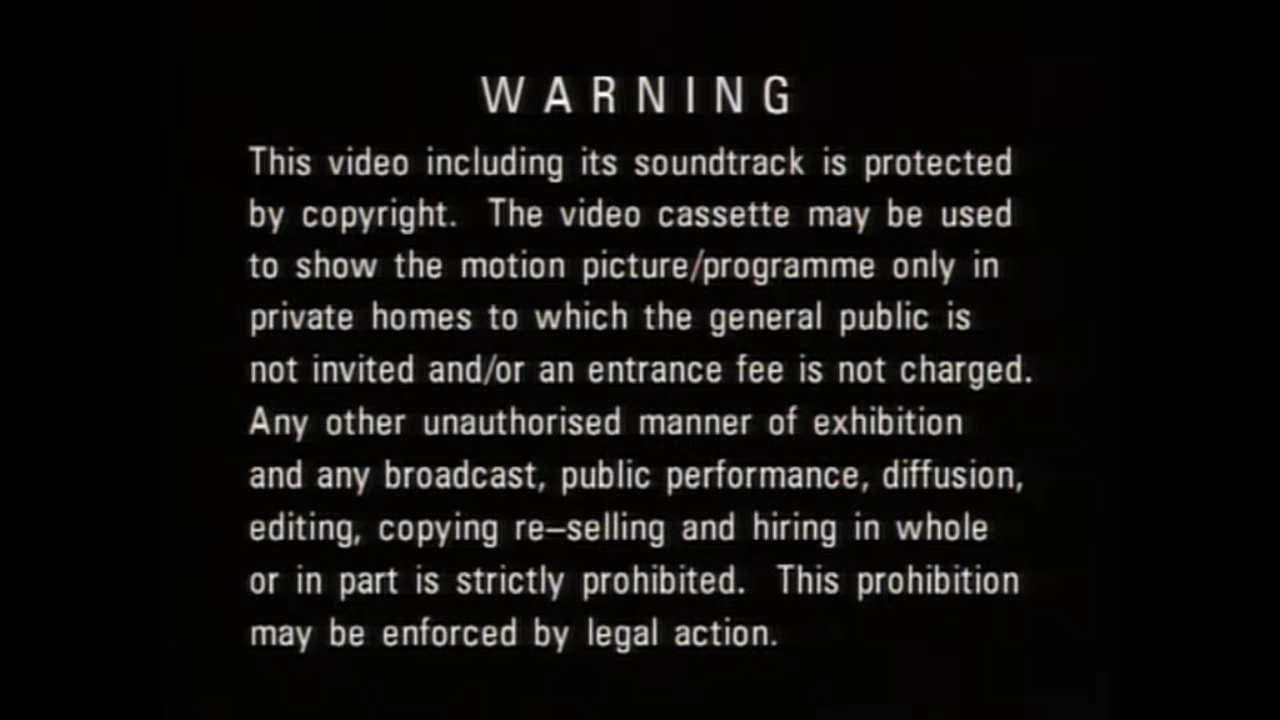 WARNING
This video including its soundtrack is protected
by copyright. The video cassette may be used
to show the motion picture/programme only in
private homes to which the general public is
not invited and/or an entrance fee is not charged.
Any other unauthorised manner of exhibition
and any broadcast, public performance, diffusion,
editing, copying re–selling and hiring in whole
or in part is strictly prohibited. This prohibition
may be enforced by legal action.